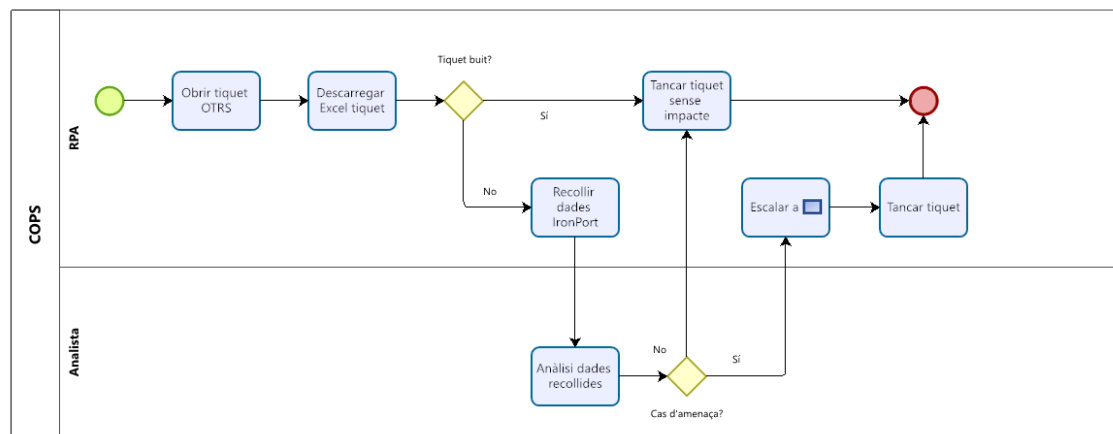 COPS
RPA
Obrir tiquet
OTRS
Descarregar
Excel tiquet
Tiquet buit?
Sí
No
Tancar tiquet
sense
impacte
Recollir
dades
IronPort
Escalar a
Tancar tiquet
Analista
Anàlisi dades
recollides
No
Sí
Cas d'amenaça?